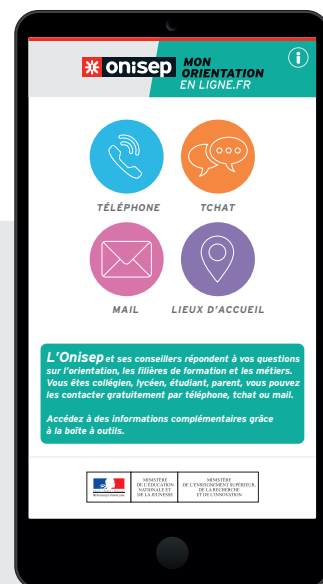 onisep
MON
ORIENTATION
EN LIGNE.FR
i
TÉLÉPHONE
TCHAT
MAIL
LIEUX D'ACCUEIL
L'Onisep et ses conseillers répondent à vos questions
sur l'orientation, les filières de formation et les métiers.
Vous êtes collégien, lycéen, étudiant, parent, vous pouvez
les contacter gratuitement par téléphone, tchat ou mail.
Accédez à des informations complémentaires grâce
à la boîte à outils.
RÉPUBLIQUE FRANÇAISE
MINISTÈRE
DE L'ÉDUCATION
NATIONALE ET
DE LA JEUNESSE
MINISTÈRE
DE L'ENSEIGNEMENT SUPÉRIEUR,
DE LA RECHERCHE
ET DE L'INNOVATION